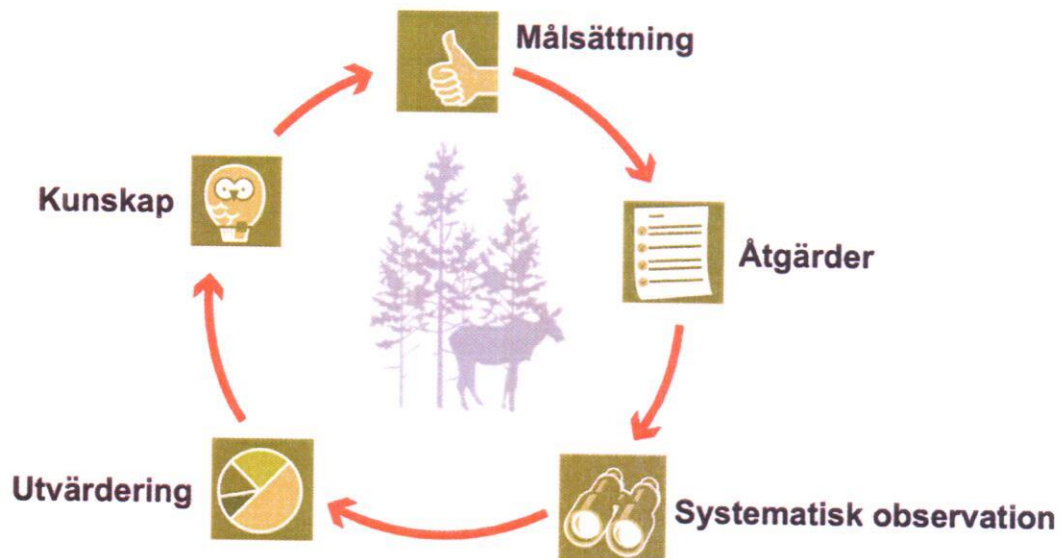 Målsättning
Åtgärder
Systematisk observation
Utvärdering
Kunskap